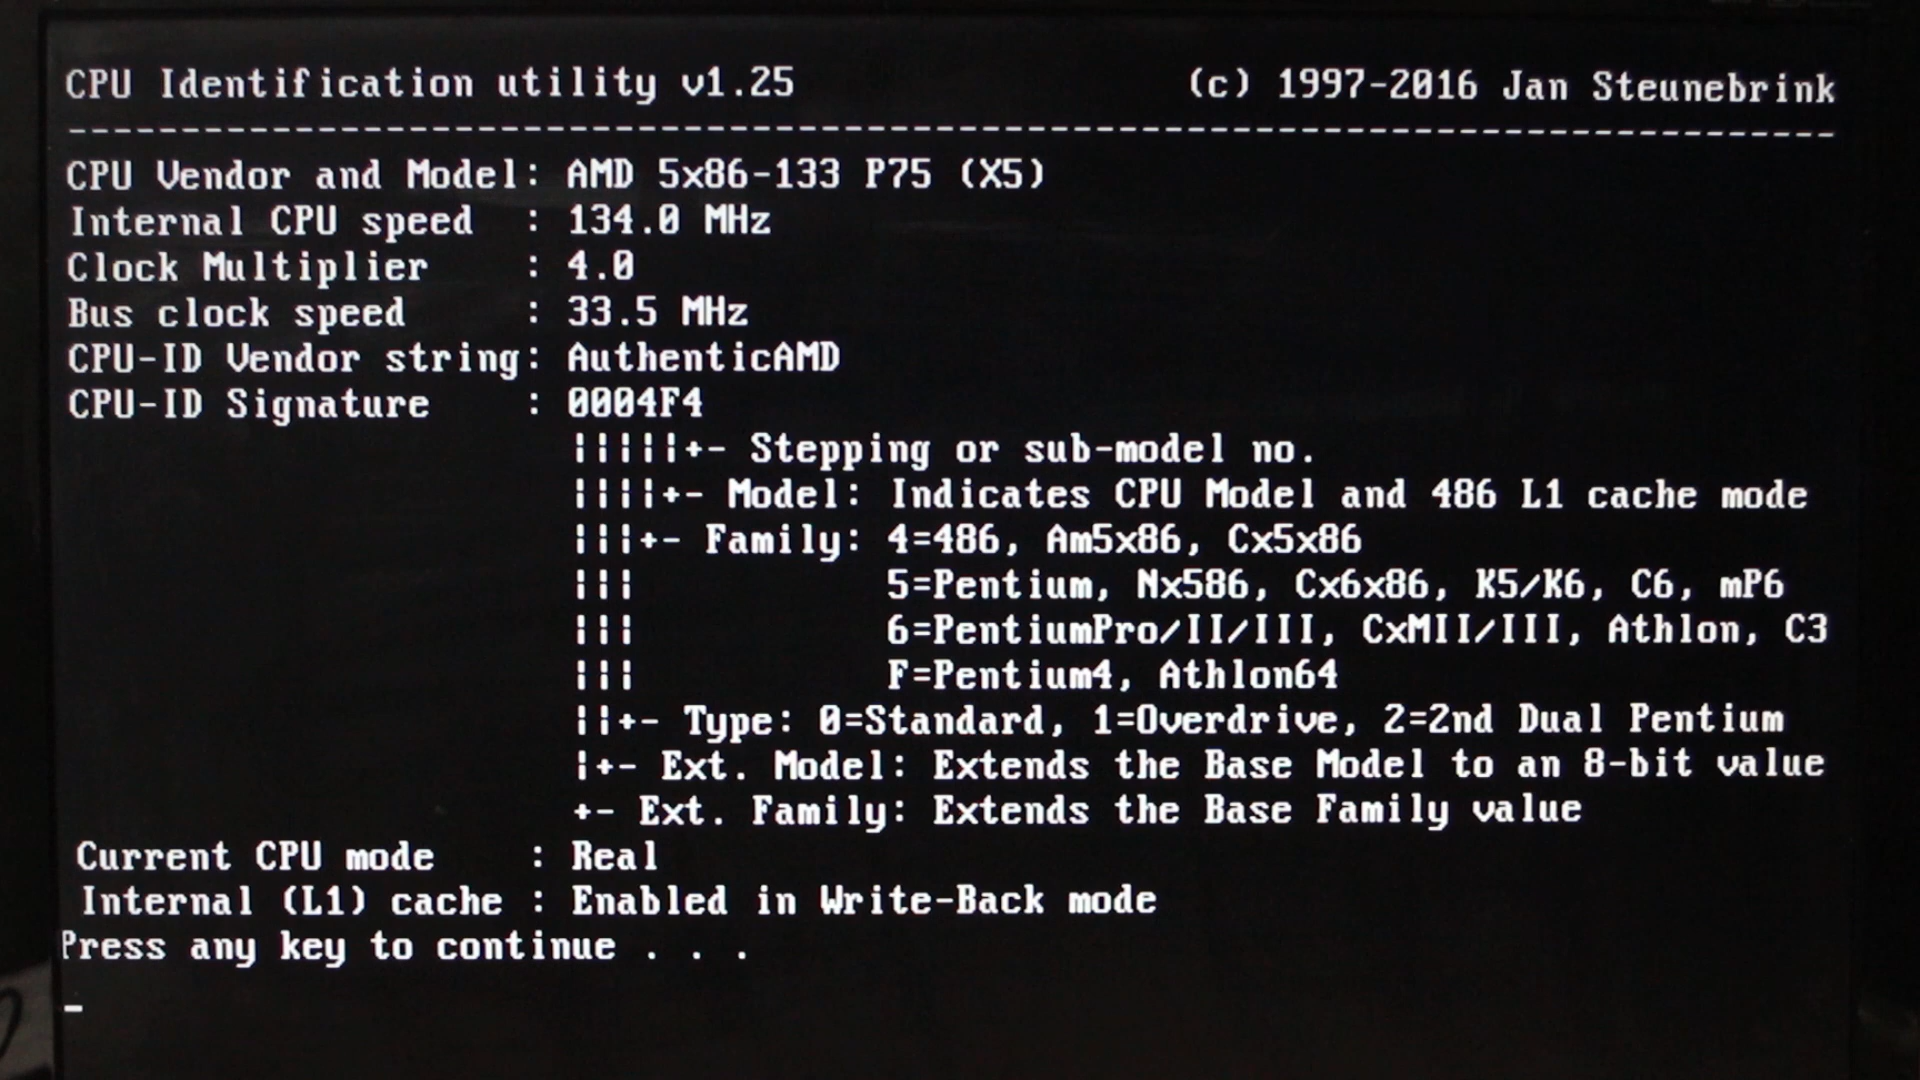 CPU Identification utility v1.25 (c) 1997-2016 Jan Steunebrink
--------------------------------------------------------------------------------
CPU Vendor and Model: AMD 5x86-133 P75 (X5)
Internal CPU speed : 134.0 MHz
Clock Multiplier : 4.0
Bus clock speed : 33.5 MHz
CPU-ID Vendor string: AuthenticAMD
CPU-ID Signature : 0004F4
|||||+- Stepping or sub-model no.
||||+- Model: Indicates CPU Model and 486 L1 cache mode
|||+- Family: 4=486, Am5x86, Cx5x86
||| 5=Pentium, Nx586, Cx6x86, K5/K6, C6, mP6
||| 6=PentiumPro/II/III, CxMII/III, Athlon, C3
||| F=Pentium4, Athlon64
||+- Type: 0=Standard, 1=Overdrive, 2=2nd Dual Pentium
|+- Ext. Model: Extends the Base Model to an 8-bit value
+- Ext. Family: Extends the Base Family value
Current CPU mode : Real
Internal (L1) cache : Enabled in Write-Back mode
Press any key to continue . . .
_